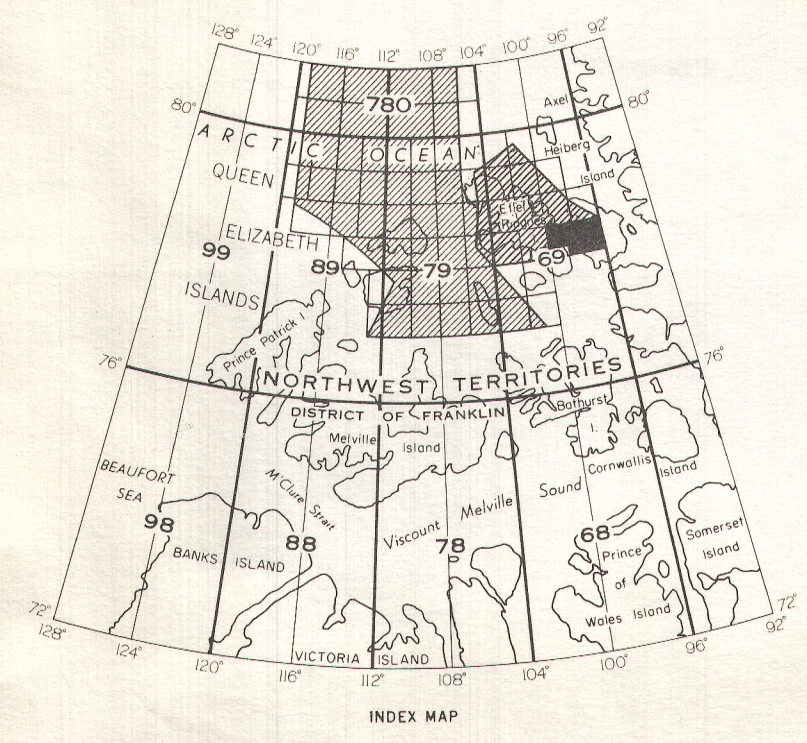 128° 124° 120° 116° 112° 108° 104° 100° 96° 92°
80° 80°
780
Axel
Heiberg
Island
ARCTIC OCEAN
QUEEN
ELIZABETH
ISLANDS
Ellef
Ringnes I
99
89
79
69
Prince Patrick I.
76° 76°
NORTHWEST TERRITORIES
DISTRICT OF FRANKLIN
Bathurst
I.
Melville Island
Cornwallis Island
M'Clure Strait
BEAUFORT
SEA
Viscount Melville Sound
98
88
78
68
Somerset
Island
BANKS ISLAND
Prince
of
Wales Island
VICTORIA ISLAND
72° 72°
128° 124° 120° 116° 112° 108° 104° 100° 96° 92°
INDEX MAP